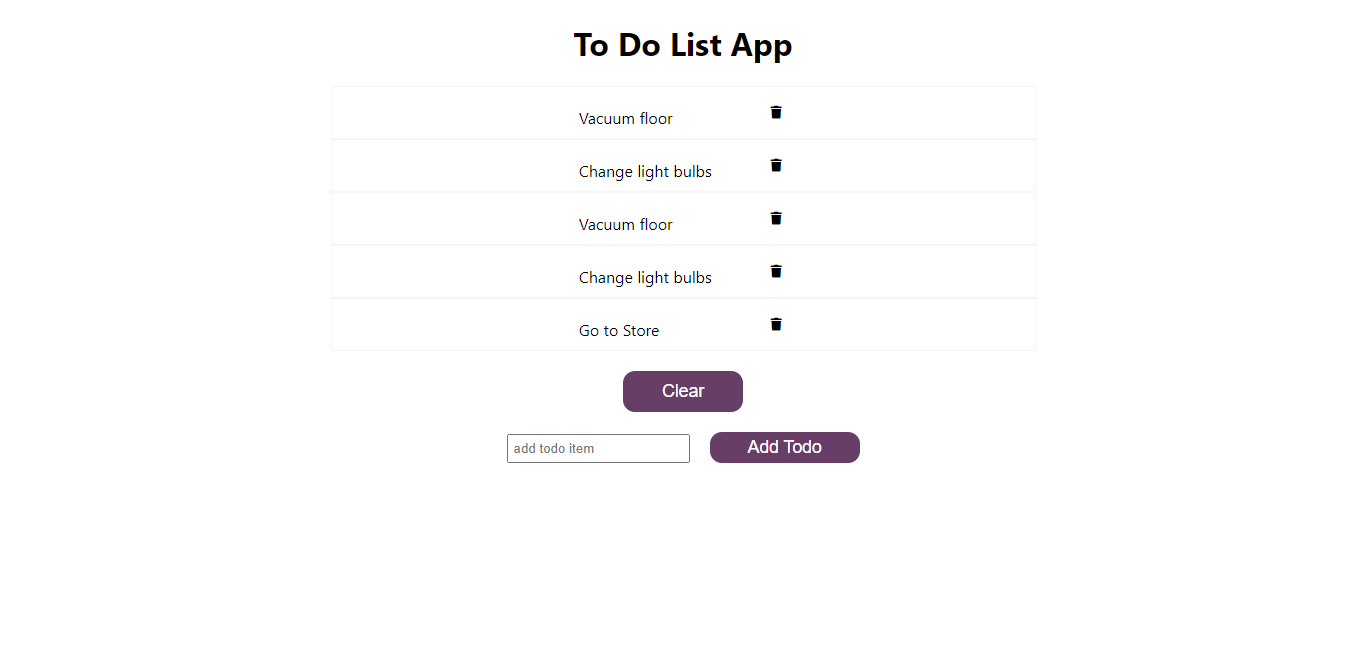 To Do List App
Vacuum floor
Change light bulbs
Vacuum floor
Change light bulbs
Go to Store
Clear
add todo item
Add Todo